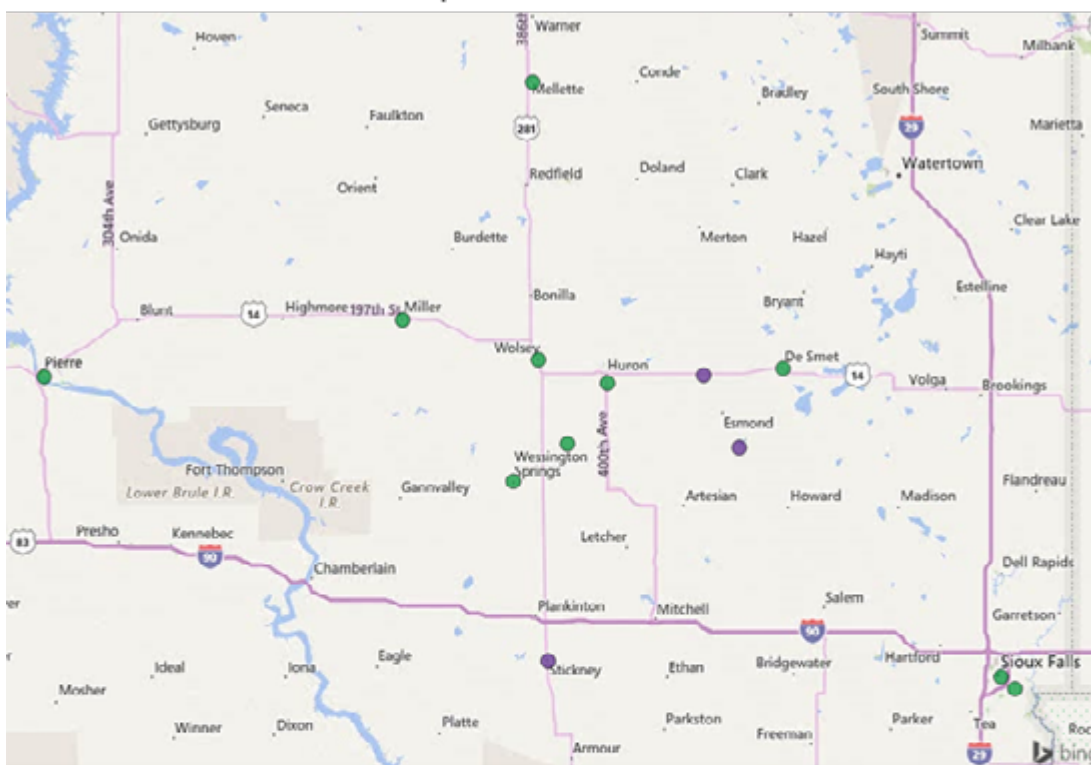 Hoven
386th
Warner
Summit
Milbank
Conde
Mellette
Bradley
South Shore
Seneca
Faulkton
Gettysburg
281
29
Marietta
Watertown
Doland
Clark
Redfield
Orient
304th Ave
Onida
Burdette
Merton
Hazel
Hayti
Clear Lake
Estelline
Bonilla
Bryant
Blunt
14
Highmore
197th St
Miller
Wolsey
Huron
De Smet
14
Volga
Brookings
Pierre
400th Ave
Esmond
Wessington
Springs
Fort Thompson
Lower Brule I.R.
Crow Creek
I.R.
Gannvalley
Artesian
Howard
Madison
Flandreau
83
Presho
Kennebec
90
Letcher
Chamberlain
Dell Rapids
Plankinton
Mitchell
Salem
90
Garretson
Hartford
Sioux Falls
Ideal
Iona
Eagle
Stickney
Ethan
Bridgewater
Mosher
Winner
Dixon
Platte
Parkston
Freeman
Parker
Tea
Armour
29
bing